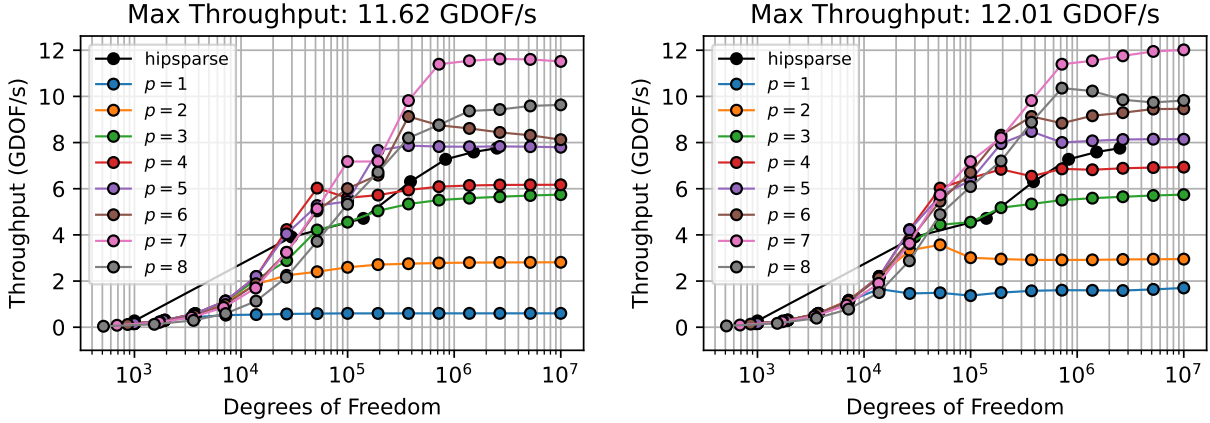 Max Throughput: 11.62 GDOF/s
Throughput (GDOF/s)
12
10
8
6
4
2
0
hipsparse
p = 1
p = 2
p = 3
p = 4
p = 5
p = 6
p = 7
p = 8
10³
10⁴
10⁵
10⁶
10⁷
Degrees of Freedom
Max Throughput: 12.01 GDOF/s
Throughput (GDOF/s)
12
10
8
6
4
2
0
hipsparse
p = 1
p = 2
p = 3
p = 4
p = 5
p = 6
p = 7
p = 8
10³
10⁴
10⁵
10⁶
10⁷
Degrees of Freedom